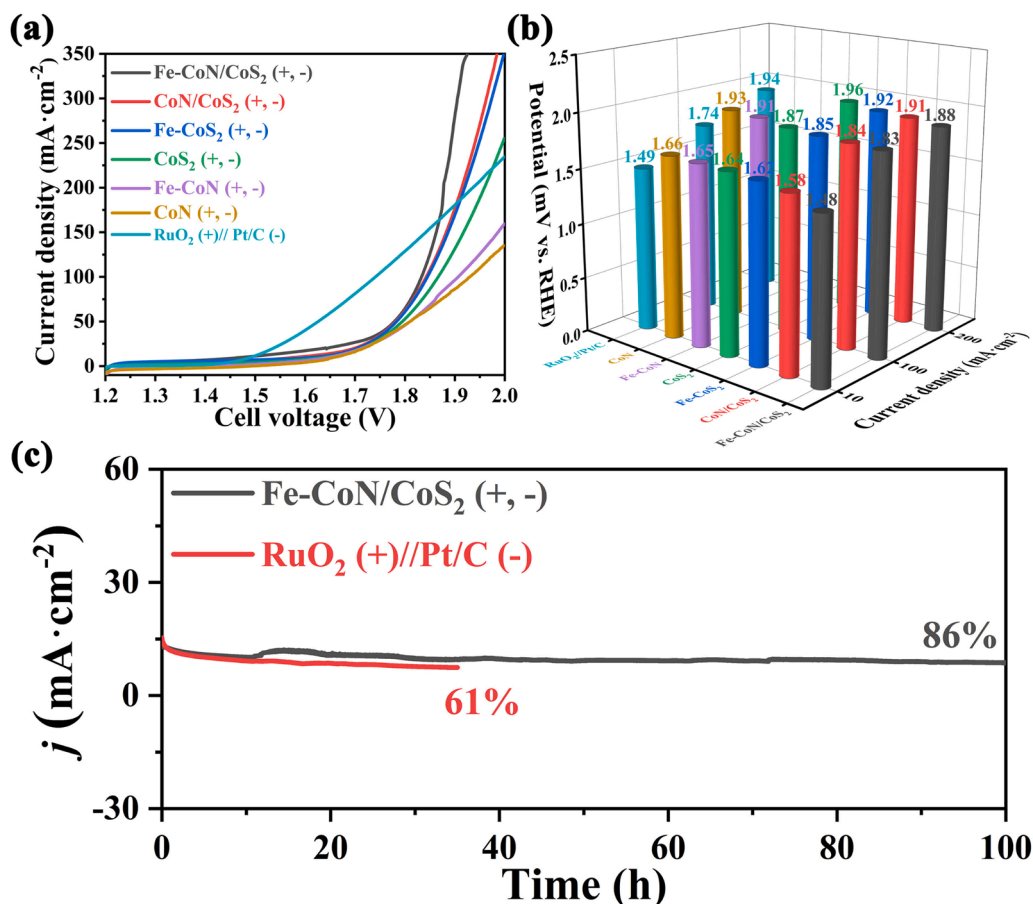 (a)
350
300
250
200
150
100
50
0
Current density (mA·cm⁻²)
Fe-CoN/CoS₂ (+, -)
CoN/CoS₂ (+, -)
Fe-CoS₂ (+, -)
CoS₂ (+, -)
Fe-CoN (+, -)
CoN (+, -)
RuO₂ (+)// Pt/C (-)
1.2 1.3 1.4 1.5 1.6 1.7 1.8 1.9 2.0
Cell voltage (V)
(b)
2.5
2.0
1.5
1.0
0.5
0.0
Potential (mV vs. RHE)
1.94
1.93 1.91 1.96 1.92 1.91 1.88
1.74 1.87 1.85 1.84 1.83
1.49 1.66 1.65 1.64 1.58
RuO₂//Pt/C
CoN
Fe-CoN
CoS₂
Fe-CoS₂
CoN/CoS₂
Fe-CoN/CoS₂
10
100
200
Current density (mA·cm²)
(c)
60
30
0
-30
j (mA·cm⁻²)
Fe-CoN/CoS₂ (+, -)
RuO₂ (+)//Pt/C (-)
86%
61%
0 20 40 60 80 100
Time (h)